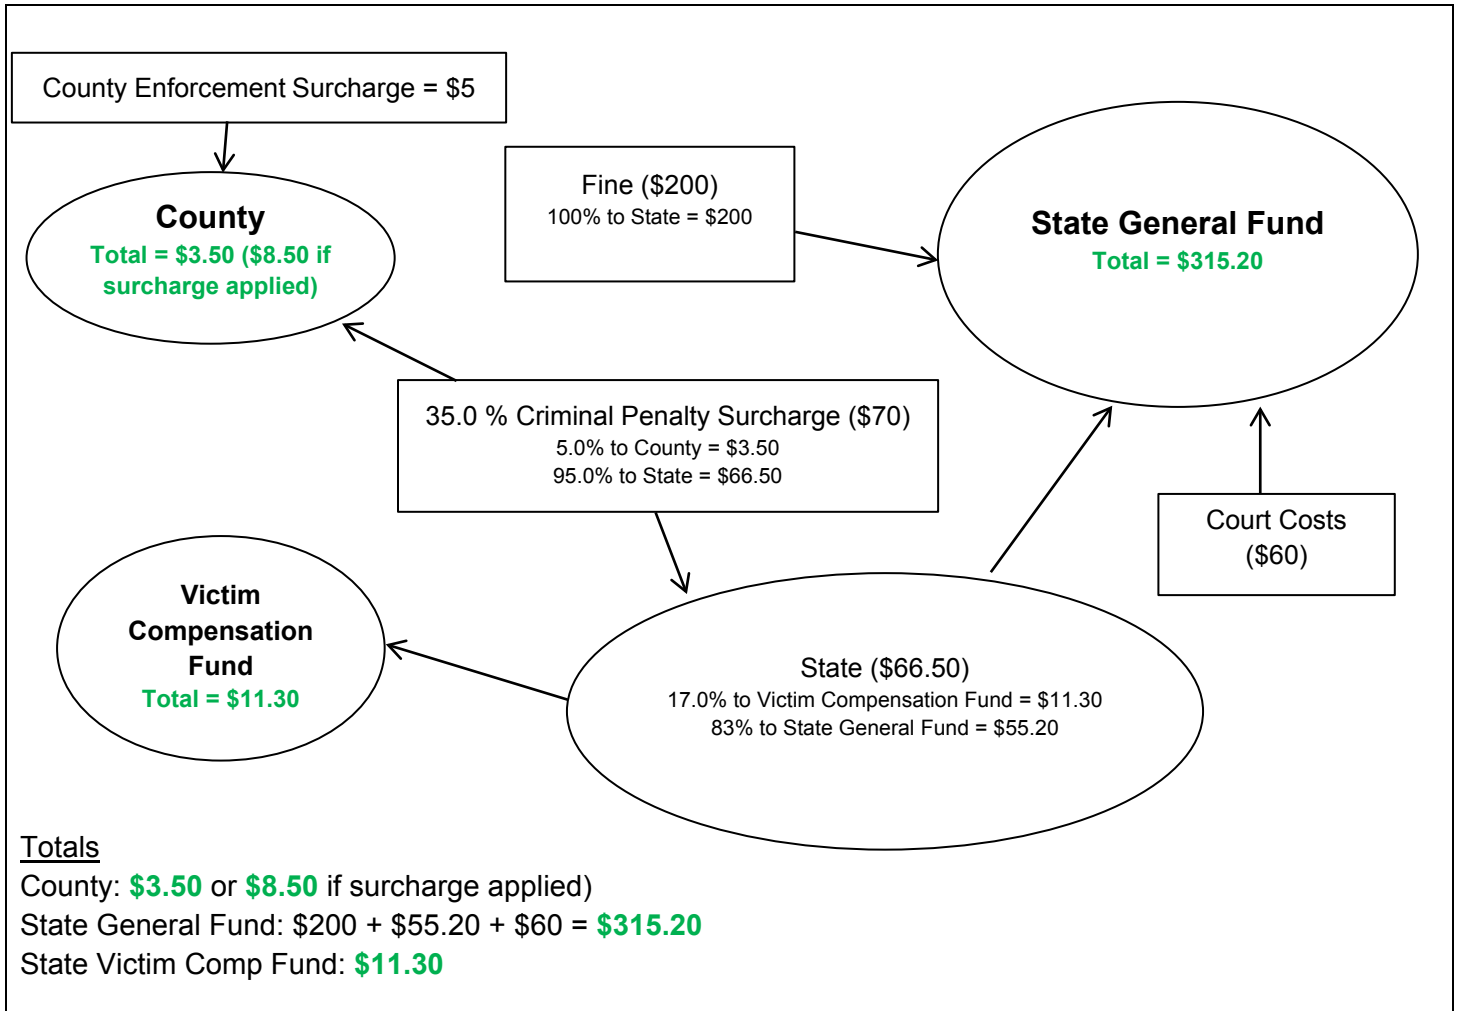 County Enforcement Surcharge = $5
County
Total = $3.50 ($8.50 if
surcharge applied)
Fine ($200)
100% to State = $200
State General Fund
Total = $315.20
35.0 % Criminal Penalty Surcharge ($70)
5.0% to County = $3.50
95.0% to State = $66.50
Court Costs
($60)
Victim
Compensation
Fund
Total = $11.30
State ($66.50)
17.0% to Victim Compensation Fund = $11.30
83% to State General Fund = $55.20
Totals
County: $3.50 or $8.50 if surcharge applied)
State General Fund: $200 + $55.20 + $60 = $315.20
State Victim Comp Fund: $11.30